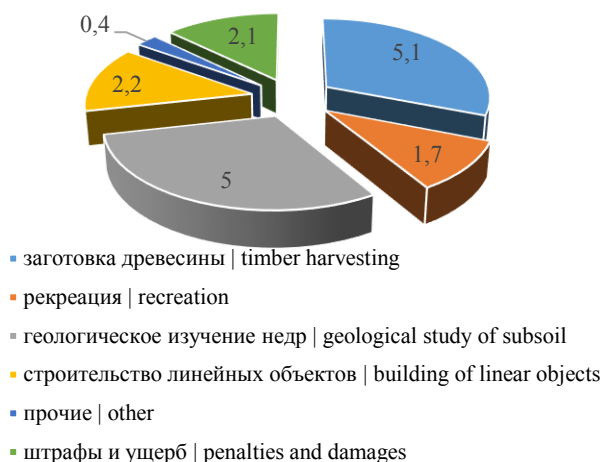 0,4
2,1
5,1
2,2
1,7
5
заготовка древесины | timber harvesting
рекреация | recreation
геологическое изучение недр | geological study of subsoil
строительство линейных объектов | building of linear objects
прочие | other
штрафы и ущерб | penalties and damages